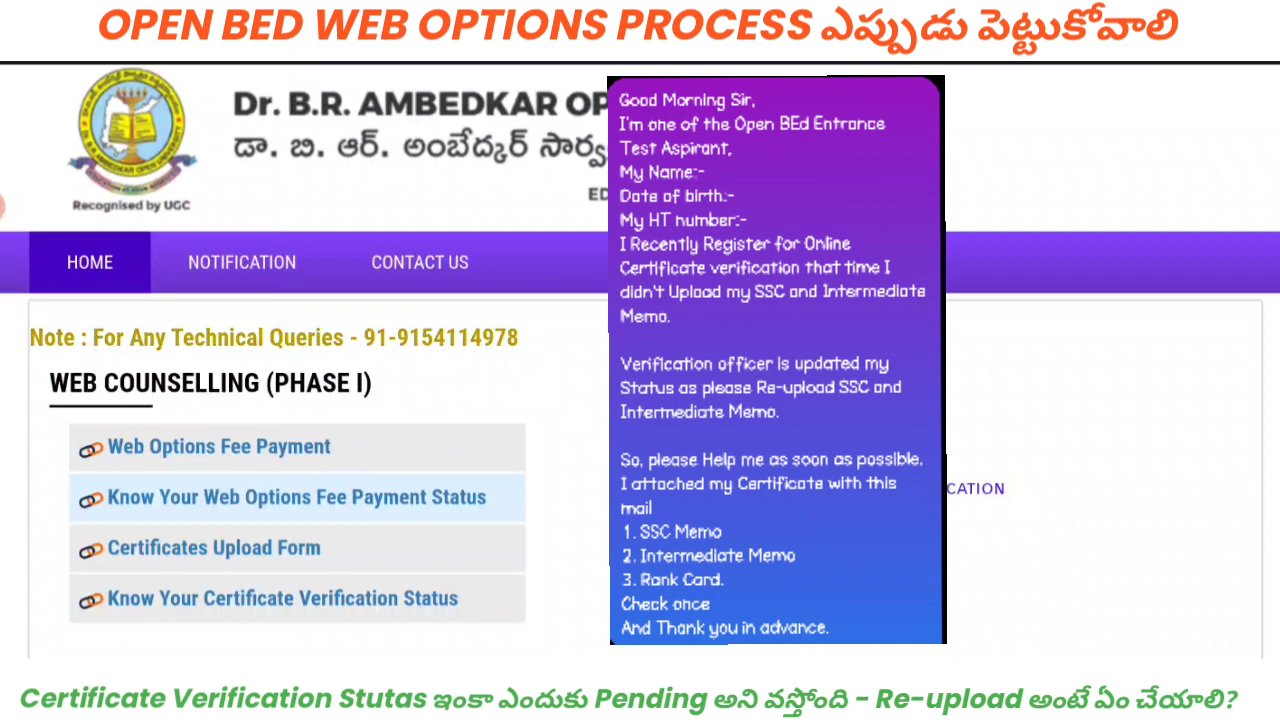 OPEN BED WEB OPTIONS PROCESS ఎప్పుడు పెట్టుకోవాలి
Dr. B.R. AMBEDKAR OP
డా. బి. ఆర్. అంబేద్కర్ సార్వ
ED
Recognised by UGC
HOME NOTIFICATION CONTACT US
Note : For Any Technical Queries - 91-9154114978
WEB COUNSELLING (PHASE I)
Web Options Fee Payment
Know Your Web Options Fee Payment Status
Certificates Upload Form
Know Your Certificate Verification Status
Good Morning Sir,
I'm one of the Open BEd Entrance
Test Aspirant,
My Name:-
Date of birth:-
My HT number:-
I Recently Register for Online
Certificate verification that time I
didn't Upload my SSC and Intermediate
Memo.
Verification officer is updated my
Status as please Re-upload SSC and
Intermediate Memo.
So, please Help me as soon as possible.
I attached my Certificate with this
mail
1. SSC Memo
2. Intermediate Memo
3. Rank Card.
Check once
And Thank you in advance.
CATION
Certificate Verification Stutas ఇంకా ఎందుకు Pending అని వస్తోంది - Re-upload అంటే ఏం చేయాలి?